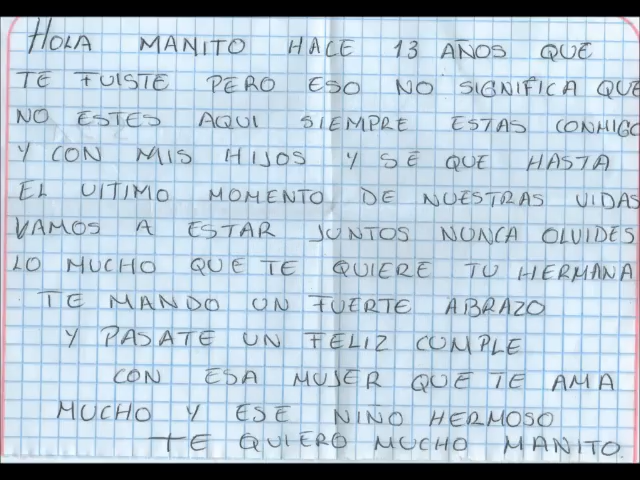 HOLA MANITO HACE 13 AÑOS QUE
TE FUISTE PERO ESO NO SIGNIFICA QUE
NO ESTES AQUI SIEMPRE ESTAS CONMIGO
Y CON MIS HIJOS Y SE QUE HASTA
EL ULTIMO MOMENTO DE NUESTRAS VIDAS
VAMOS A ESTAR JUNTOS NUNCA OLVIDES
LO MUCHO QUE TE QUIERE TU HERMANA
TE MANDO UN FUERTE ABRAZO
Y PASATE UN FELIZ CUMPLE
CON ESA MUJER QUE TE AMA
MUCHO Y ESE NIÑO HERMOSO
TE QUIERO MUCHO MANITO.